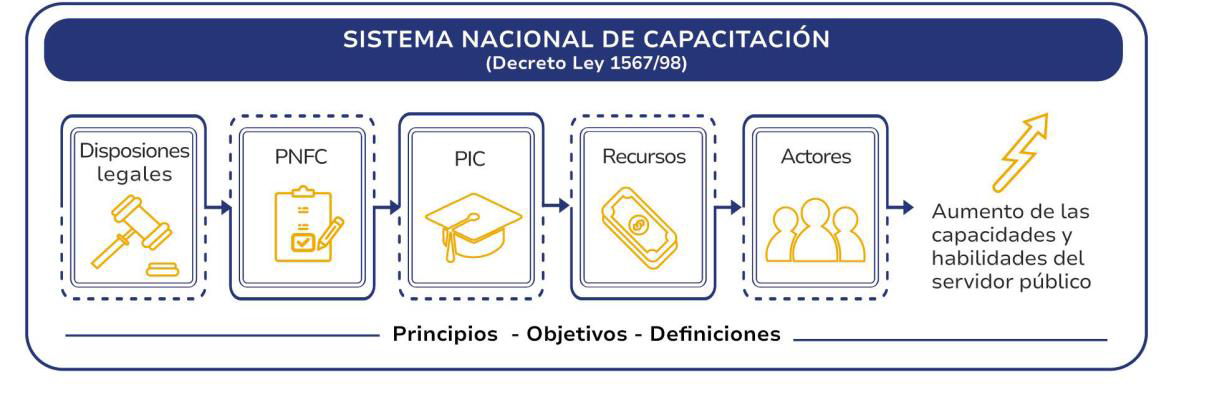 SISTEMA NACIONAL DE CAPACITACIÓN
(Decreto Ley 1567/98)
Disposiones
legales
PNFC
PIC
Recursos
Actores
Aumento de las
capacidades y
habilidades del
servidor público
Principios - Objetivos - Definiciones